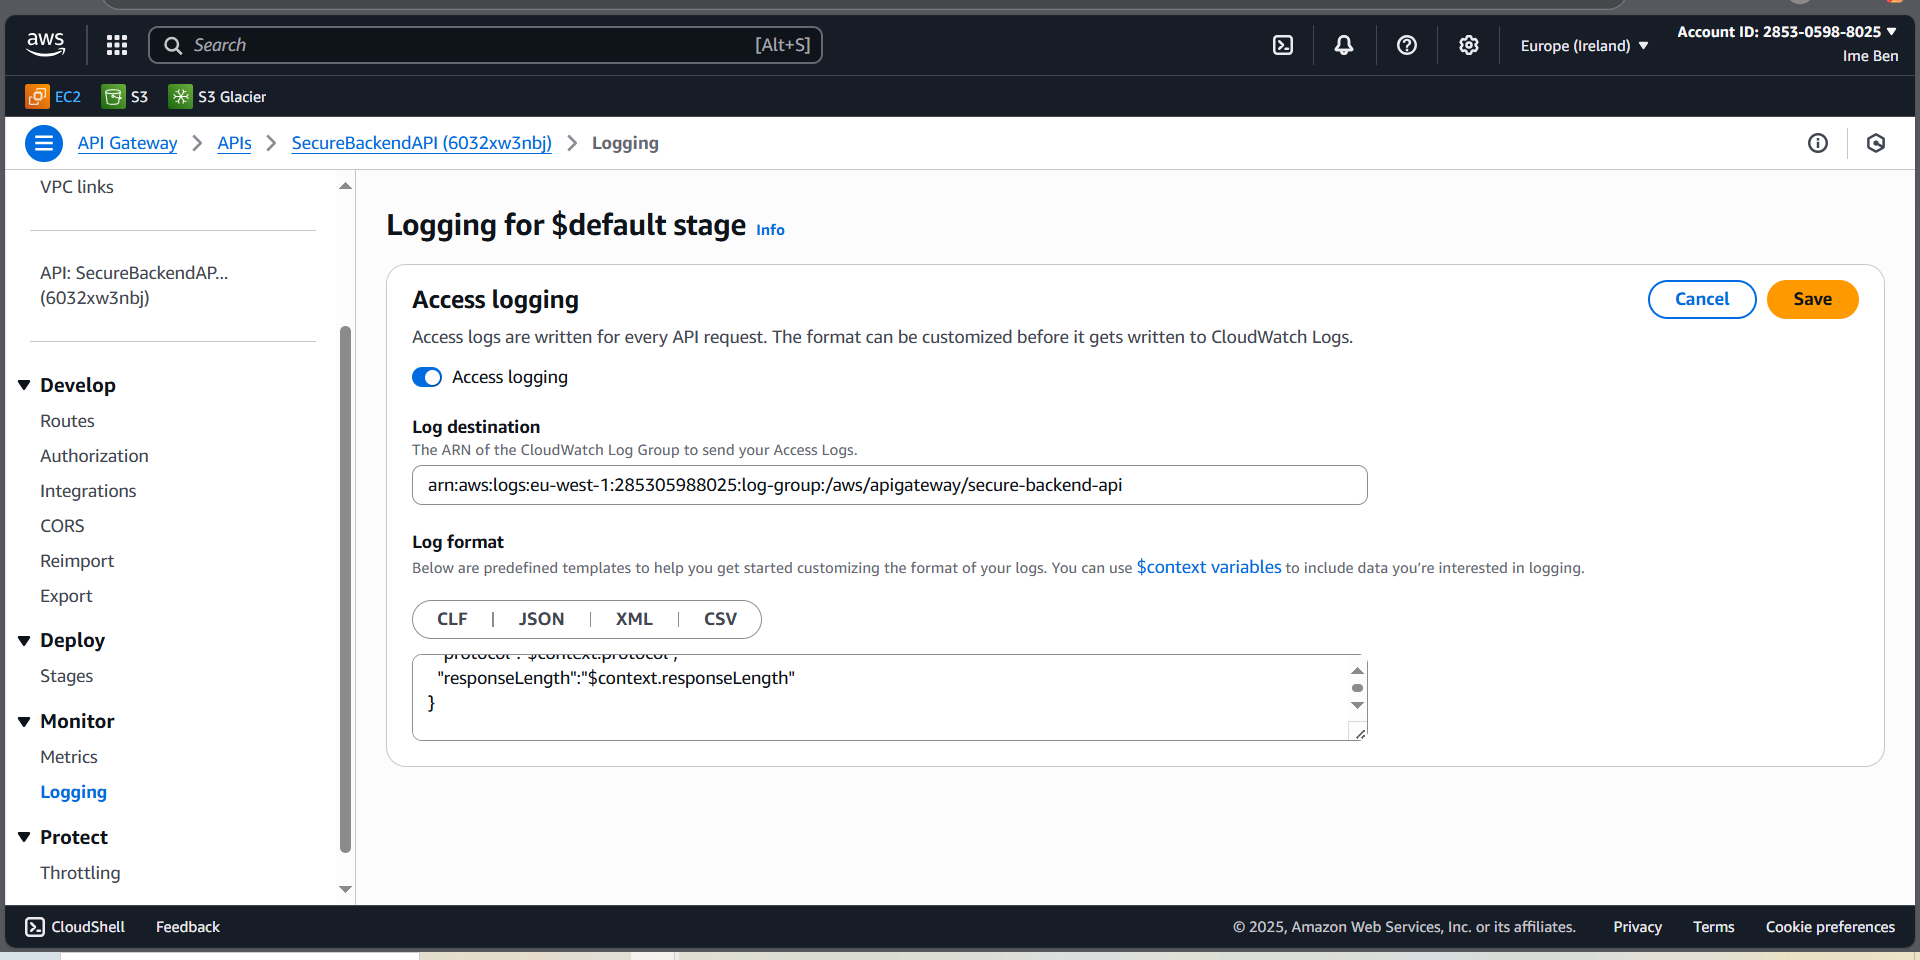 aws
Search
[Alt+S]
Europe (Ireland)
Account ID: 2853-0598-8025
Ime Ben
EC2
S3
S3 Glacier
API Gateway
APIs
SecureBackendAPI (6032xw3nbj)
Logging
VPC links
API: SecureBackendAP...
(6032xw3nbj)
Develop
Routes
Authorization
Integrations
CORS
Reimport
Export
Deploy
Stages
Monitor
Metrics
Logging
Protect
Throttling
Logging for $default stage Info
Access logging
Cancel
Save
Access logs are written for every API request. The format can be customized before it gets written to CloudWatch Logs.
Access logging
Log destination
The ARN of the CloudWatch Log Group to send your Access Logs.
arn:aws:logs:eu-west-1:285305988025:log-group:/aws/apigateway/secure-backend-api
Log format
Below are predefined templates to help you get started customizing the format of your logs. You can use $context variables to include data you're interested in logging.
CLF | JSON | XML | CSV
"protocol":"$context.protocol",
"responseLength":"$context.responseLength"
}
CloudShell
Feedback
© 2025, Amazon Web Services, Inc. or its affiliates.
Privacy
Terms
Cookie preferences